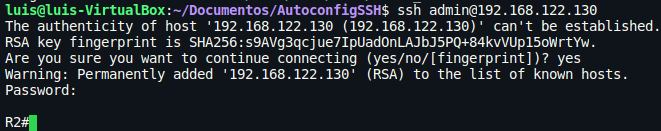 luis@luis-VirtualBox:~/Documentos/AutoconfigSSH$ ssh admin@192.168.122.130
The authenticity of host '192.168.122.130 (192.168.122.130)' can't be established.
RSA key fingerprint is SHA256:s9AVg3qcjue7IpUadOnLAJbJ5PQ+84kvVUp15oWrtYw.
Are you sure you want to continue connecting (yes/no/[fingerprint])? yes
Warning: Permanently added '192.168.122.130' (RSA) to the list of known hosts.
Password:
R2#